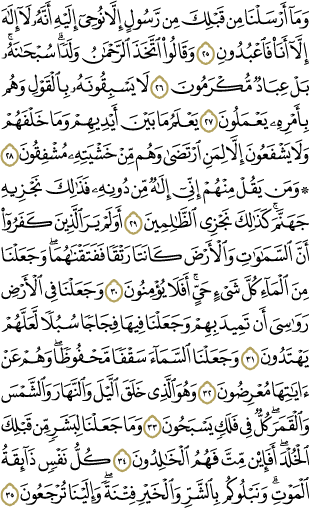 وَمَآ أَرْسَلْنَا مِن قَبْلِكَ مِن رَّسُولٍ إِلَّا نُوحِىٓ إِلَيْهِ أَنَّهُۥ لَآ إِلَٰهَ
إِلَّآ أَنَا۠ فَٱعْبُدُونِ ٢٥ وَقَالُوا۟ ٱتَّخَذَ ٱلرَّحْمَٰنُ وَلَدًا ۗ سُبْحَٰنَهُۥ ۚ
بَلْ عِبَادٌ مُّكْرَمُونَ ٢٦ لَا يَسْبِقُونَهُۥ بِٱلْقَوْلِ وَهُم
بِأَمْرِهِۦ يَعْمَلُونَ ٢٧ يَعْلَمُ مَا بَيْنَ أَيْدِيهِمْ وَمَا خَلْفَهُمْ
وَلَا يَشْفَعُونَ إِلَّا لِمَنِ ٱرْتَضَىٰ وَهُم مِّنْ خَشْيَتِهِۦ مُشْفِقُونَ ٢٨
۞ وَمَن يَقُلْ مِنْهُمْ إِنِّىٓ إِلَٰهٌ مِّن دُونِهِۦ فَذَٰلِكَ نَجْزِيهِ
جَهَنَّمَ ۚ كَذَٰلِكَ نَجْزِى ٱلظَّٰلِمِينَ ٢٩ أَوَلَمْ يَرَ ٱلَّذِينَ كَفَرُوٓا۟
أَنَّ ٱلسَّمَٰوَٰتِ وَٱلْأَرْضَ كَانَتَا رَتْقًا فَفَتَقْنَٰهُمَا ۖ وَجَعَلْنَا
مِنَ ٱلْمَآءِ كُلَّ شَىْءٍ حَىٍّ ۖ أَفَلَا يُؤْمِنُونَ ٣٠ وَجَعَلْنَا فِى ٱلْأَرْضِ
رَوَٰسِىَ أَن تَمِيدَ بِهِمْ وَجَعَلْنَا فِيهَا فِجَاجًا سُبُلًا لَّعَلَّهُمْ
يَهْتَدُونَ ٣١ وَجَعَلْنَا ٱلسَّمَآءَ سَقْفًا مَّحْفُوظًا ۖ وَهُمْ عَنْ
ءَايَٰتِهَا مُعْرِضُونَ ٣٢ وَهُوَ ٱلَّذِى خَلَقَ ٱلَّيْلَ وَٱلنَّهَارَ وَٱلشَّمْسَ
وَٱلْقَمَرَ ۖ كُلٌّ فِى فَلَكٍ يَسْبَحُونَ ٣٣ وَمَا جَعَلْنَا لِبَشَرٍ مِّن قَبْلِكَ
ٱلْخُلْدَ ۖ أَفَإِي۟ن مِّتَّ فَهُمُ ٱلْخَٰلِدُونَ ٣٤ كُلُّ نَفْسٍ ذَآئِقَةُ
ٱلْمَوْتِ ۗ وَنَبْلُوكُم بِٱلشَّرِّ وَٱلْخَيْرِ فِتْنَةً ۖ وَإِلَيْنَا تُرْجَعُونَ ٣٥